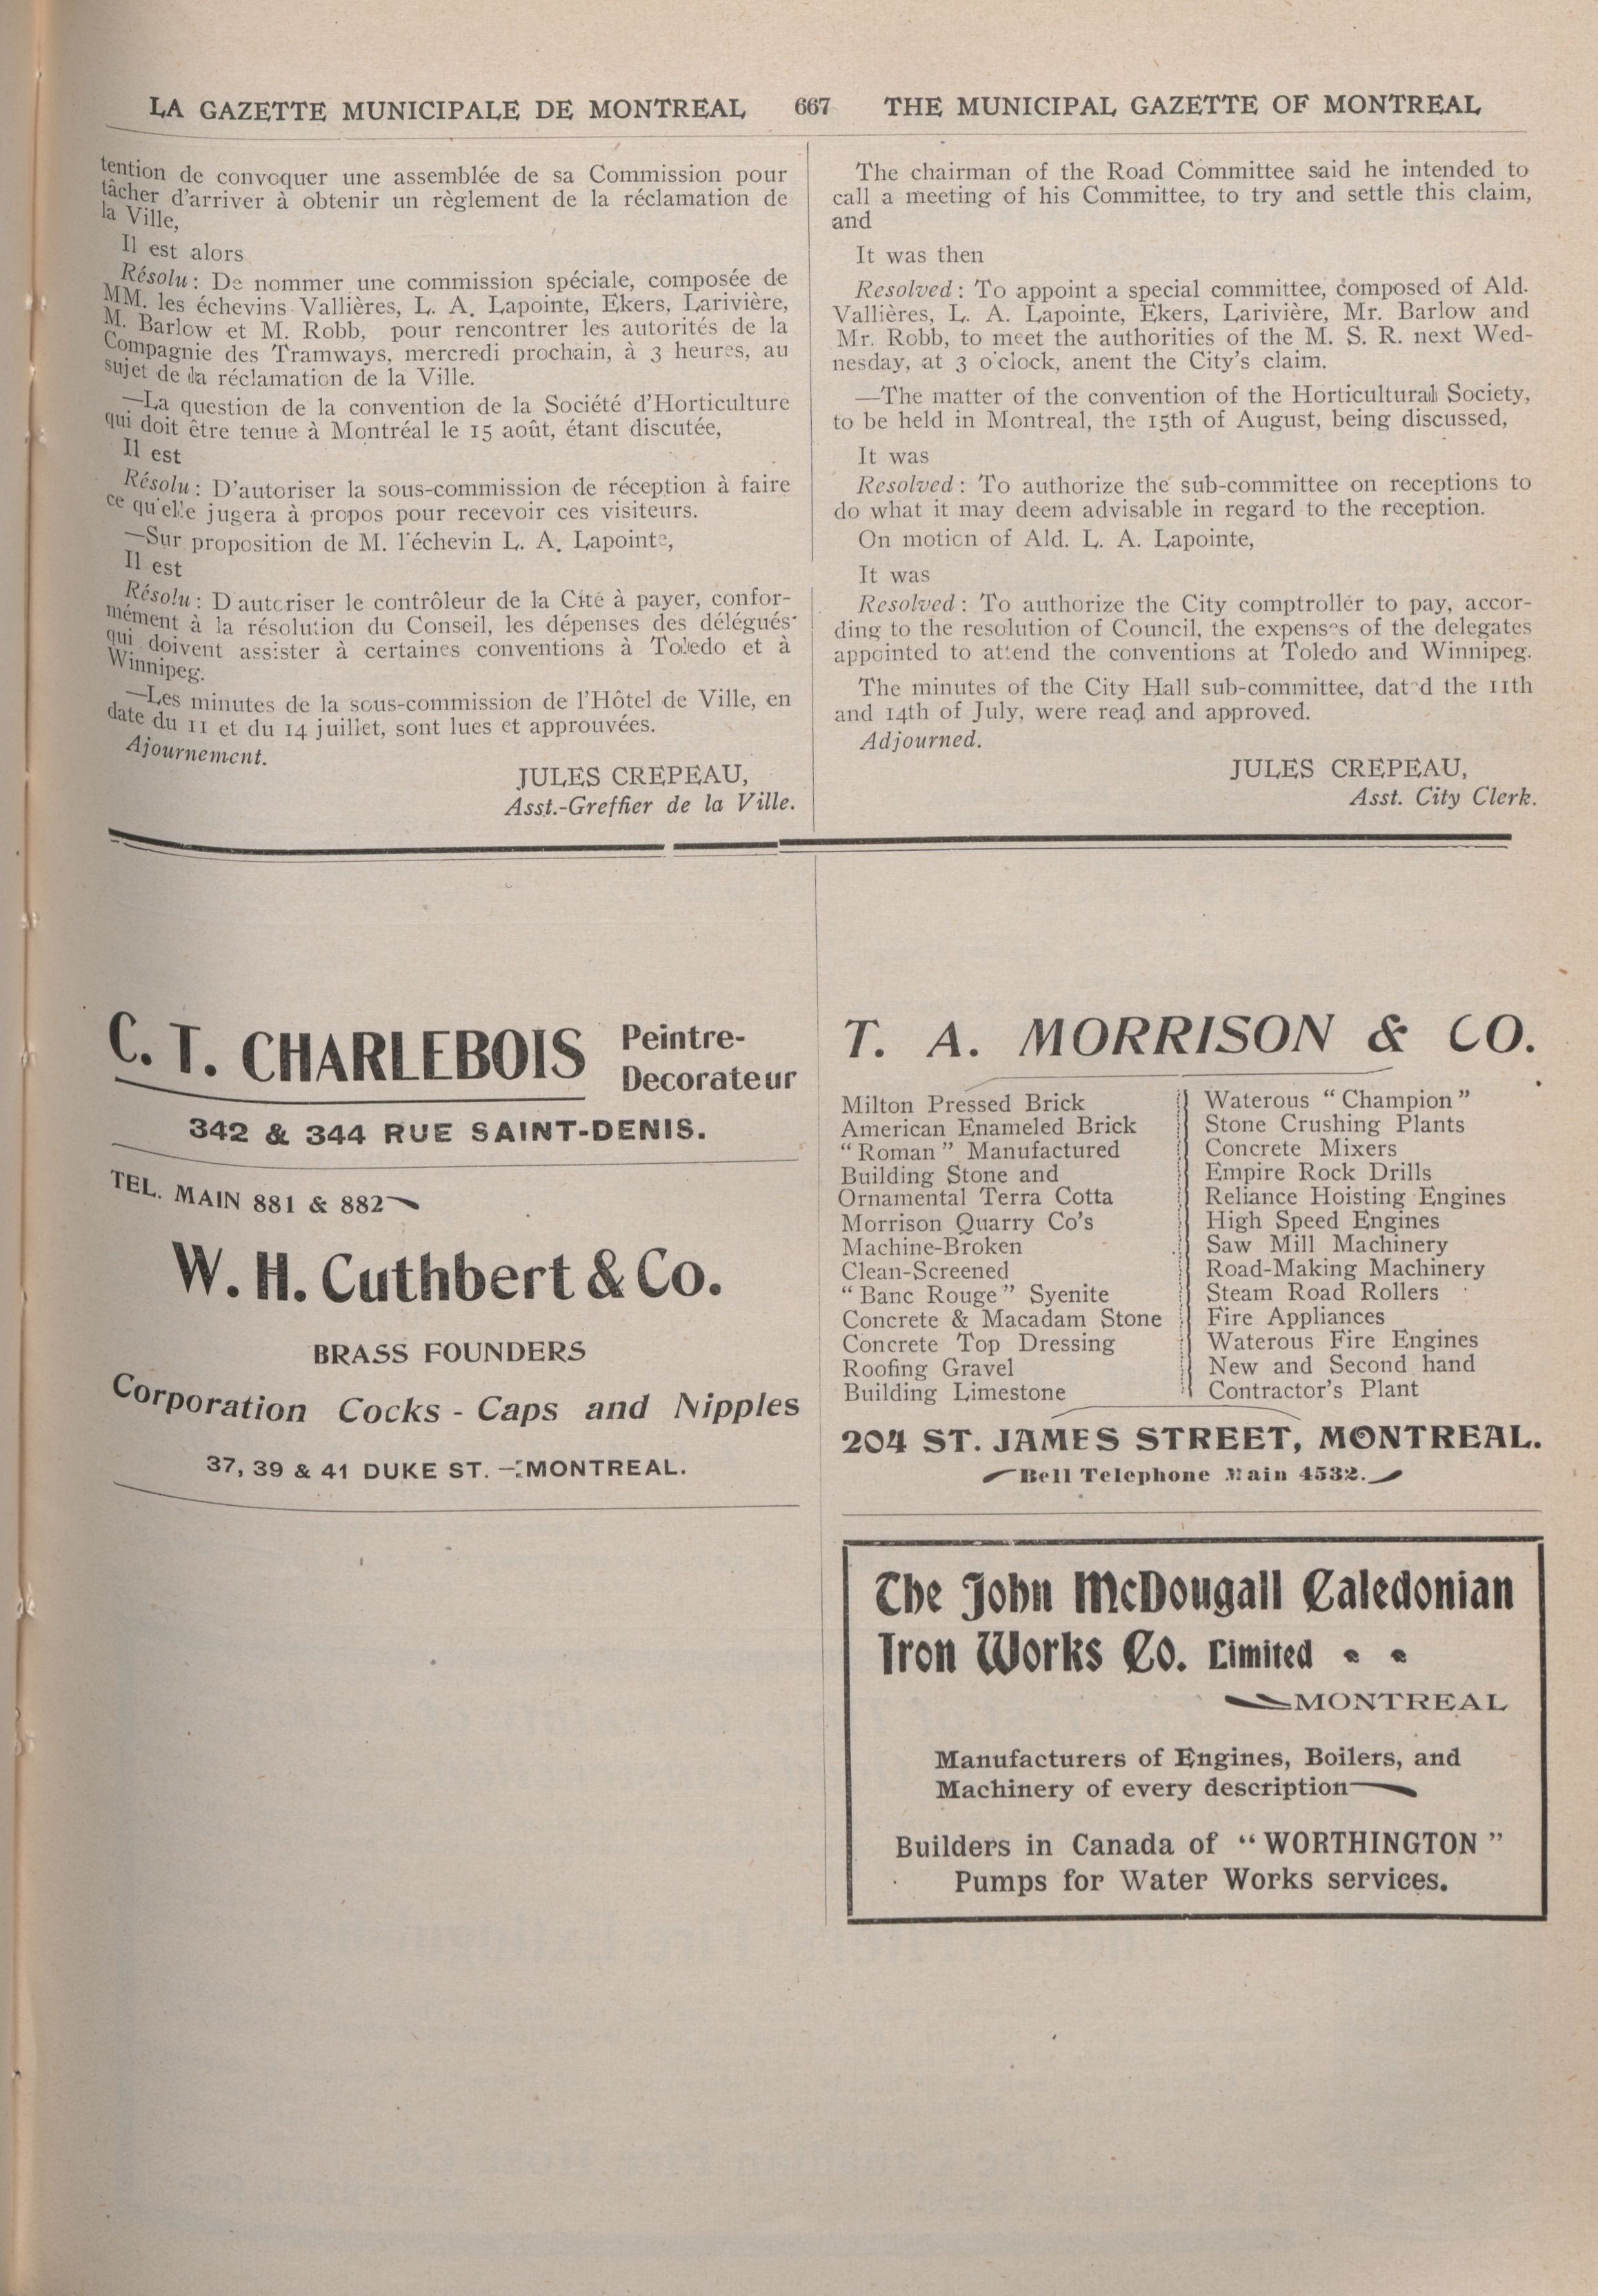 LA GAZETTE MUNICIPALE DE MONTREAL 667 THE MUNICIPAL GAZETTE OF MONTREAL
tention de convoquer une assemblée de sa Commission pour
tâcher d'arriver à obtenir un règlement de la réclamation de
la Ville,
Il est alors
Résolu: De nommer une commission spéciale, composée de
MM. les échevins Vallières, L. A. Lapointe, Ekers, Larivière,
M. Barlow et M. Robb, pour rencontrer les autorités de la
Compagnie des Tramways, mercredi prochain, à 3 heures, au
sujet de la réclamation de la Ville.
—La question de la convention de la Société d'Horticulture
qui doit être tenue à Montréal le 15 août, étant discutée,
Il est
Résolu: D'autoriser la sous-commission de réception à faire
ce qu'elle jugera à propos pour recevoir ces visiteurs.
—Sur proposition de M. l'échevin L. A. Lapointe,
Il est
Résolu: D'autoriser le contrôleur de la Cité à payer, confor-
mément à la résolution du Conseil, les dépenses des délégués
qui doivent assister à certaines conventions à Toledo et à
Winnipeg.
—Les minutes de la sous-commission de l'Hôtel de Ville, en
date du 11 et du 14 juillet, sont lues et approuvées.
Ajournement.
JULES CREPEAU,
Asst.-Greffier de la Ville.
The chairman of the Road Committee said he intended to
call a meeting of his Committee, to try and settle this claim,
and
It was then
Resolved: To appoint a special committee, composed of Ald.
Vallières, L. A. Lapointe, Ekers, Larivière, Mr. Barlow and
Mr. Robb, to meet the authorities of the M. S. R. next Wed-
nesday, at 3 o'clock, anent the City's claim.
—The matter of the convention of the Horticultural Society,
to be held in Montreal, the 15th of August, being discussed,
It was
Resolved: To authorize the sub-committee on receptions to
do what it may deem advisable in regard to the reception.
On motion of Ald. L. A. Lapointe,
It was
Resolved: To authorize the City comptroller to pay, accor-
ding to the resolution of Council, the expenses of the delegates
appointed to attend the conventions at Toledo and Winnipeg.
The minutes of the City Hall sub-committee, dated the 11th
and 14th of July, were read and approved.
Adjourned.
JULES CREPEAU,
Asst. City Clerk.
C. T. CHARLEBOIS Peintre-
Decorateur
342 & 344 RUE SAINT-DENIS.
TEL. MAIN 881 & 882
W. H. Cuthbert & Co.
BRASS FOUNDERS
Corporation Cocks - Caps and Nipples
37, 39 & 41 DUKE ST. — MONTREAL.
T. A. MORRISON & CO.
Milton Pressed Brick
American Enameled Brick
"Roman" Manufactured
Building Stone and
Ornamental Terra Cotta
Morrison Quarry Co's
Machine-Broken
Clean-Screened
"Banc Rouge" Syenite
Concrete & Macadam Stone
Concrete Top Dressing
Roofing Gravel
Building Limestone
Waterous "Champion"
Stone Crushing Plants
Concrete Mixers
Empire Rock Drills
Reliance Hoisting Engines
High Speed Engines
Saw Mill Machinery
Road-Making Machinery
Steam Road Rollers
Fire Appliances
Waterous Fire Engines
New and Second hand
Contractor's Plant
204 ST. JAMES STREET, MONTREAL.
Bell Telephone Main 4532.
The John McDougall Caledonian
Iron Works Co. Limited
MONTREAL
Manufacturers of Engines, Boilers, and
Machinery of every description
Builders in Canada of "WORTHINGTON"
Pumps for Water Works services.